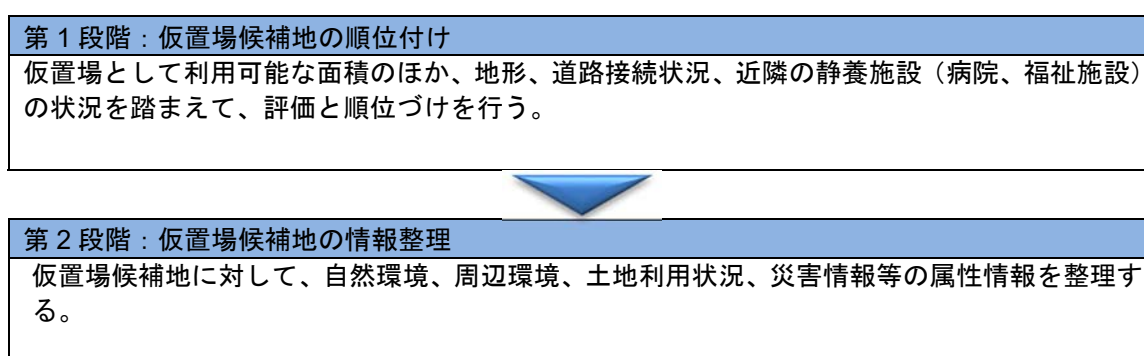 第1段階：仮置場候補地の順位付け
仮置場として利用可能な面積のほか、地形、道路接続状況、近隣の静養施設（病院、福祉施設）
の状況を踏まえて、評価と順位づけを行う。
第2段階：仮置場候補地の情報整理
仮置場候補地に対して、自然環境、周辺環境、土地利用状況、災害情報等の属性情報を整理す
る。